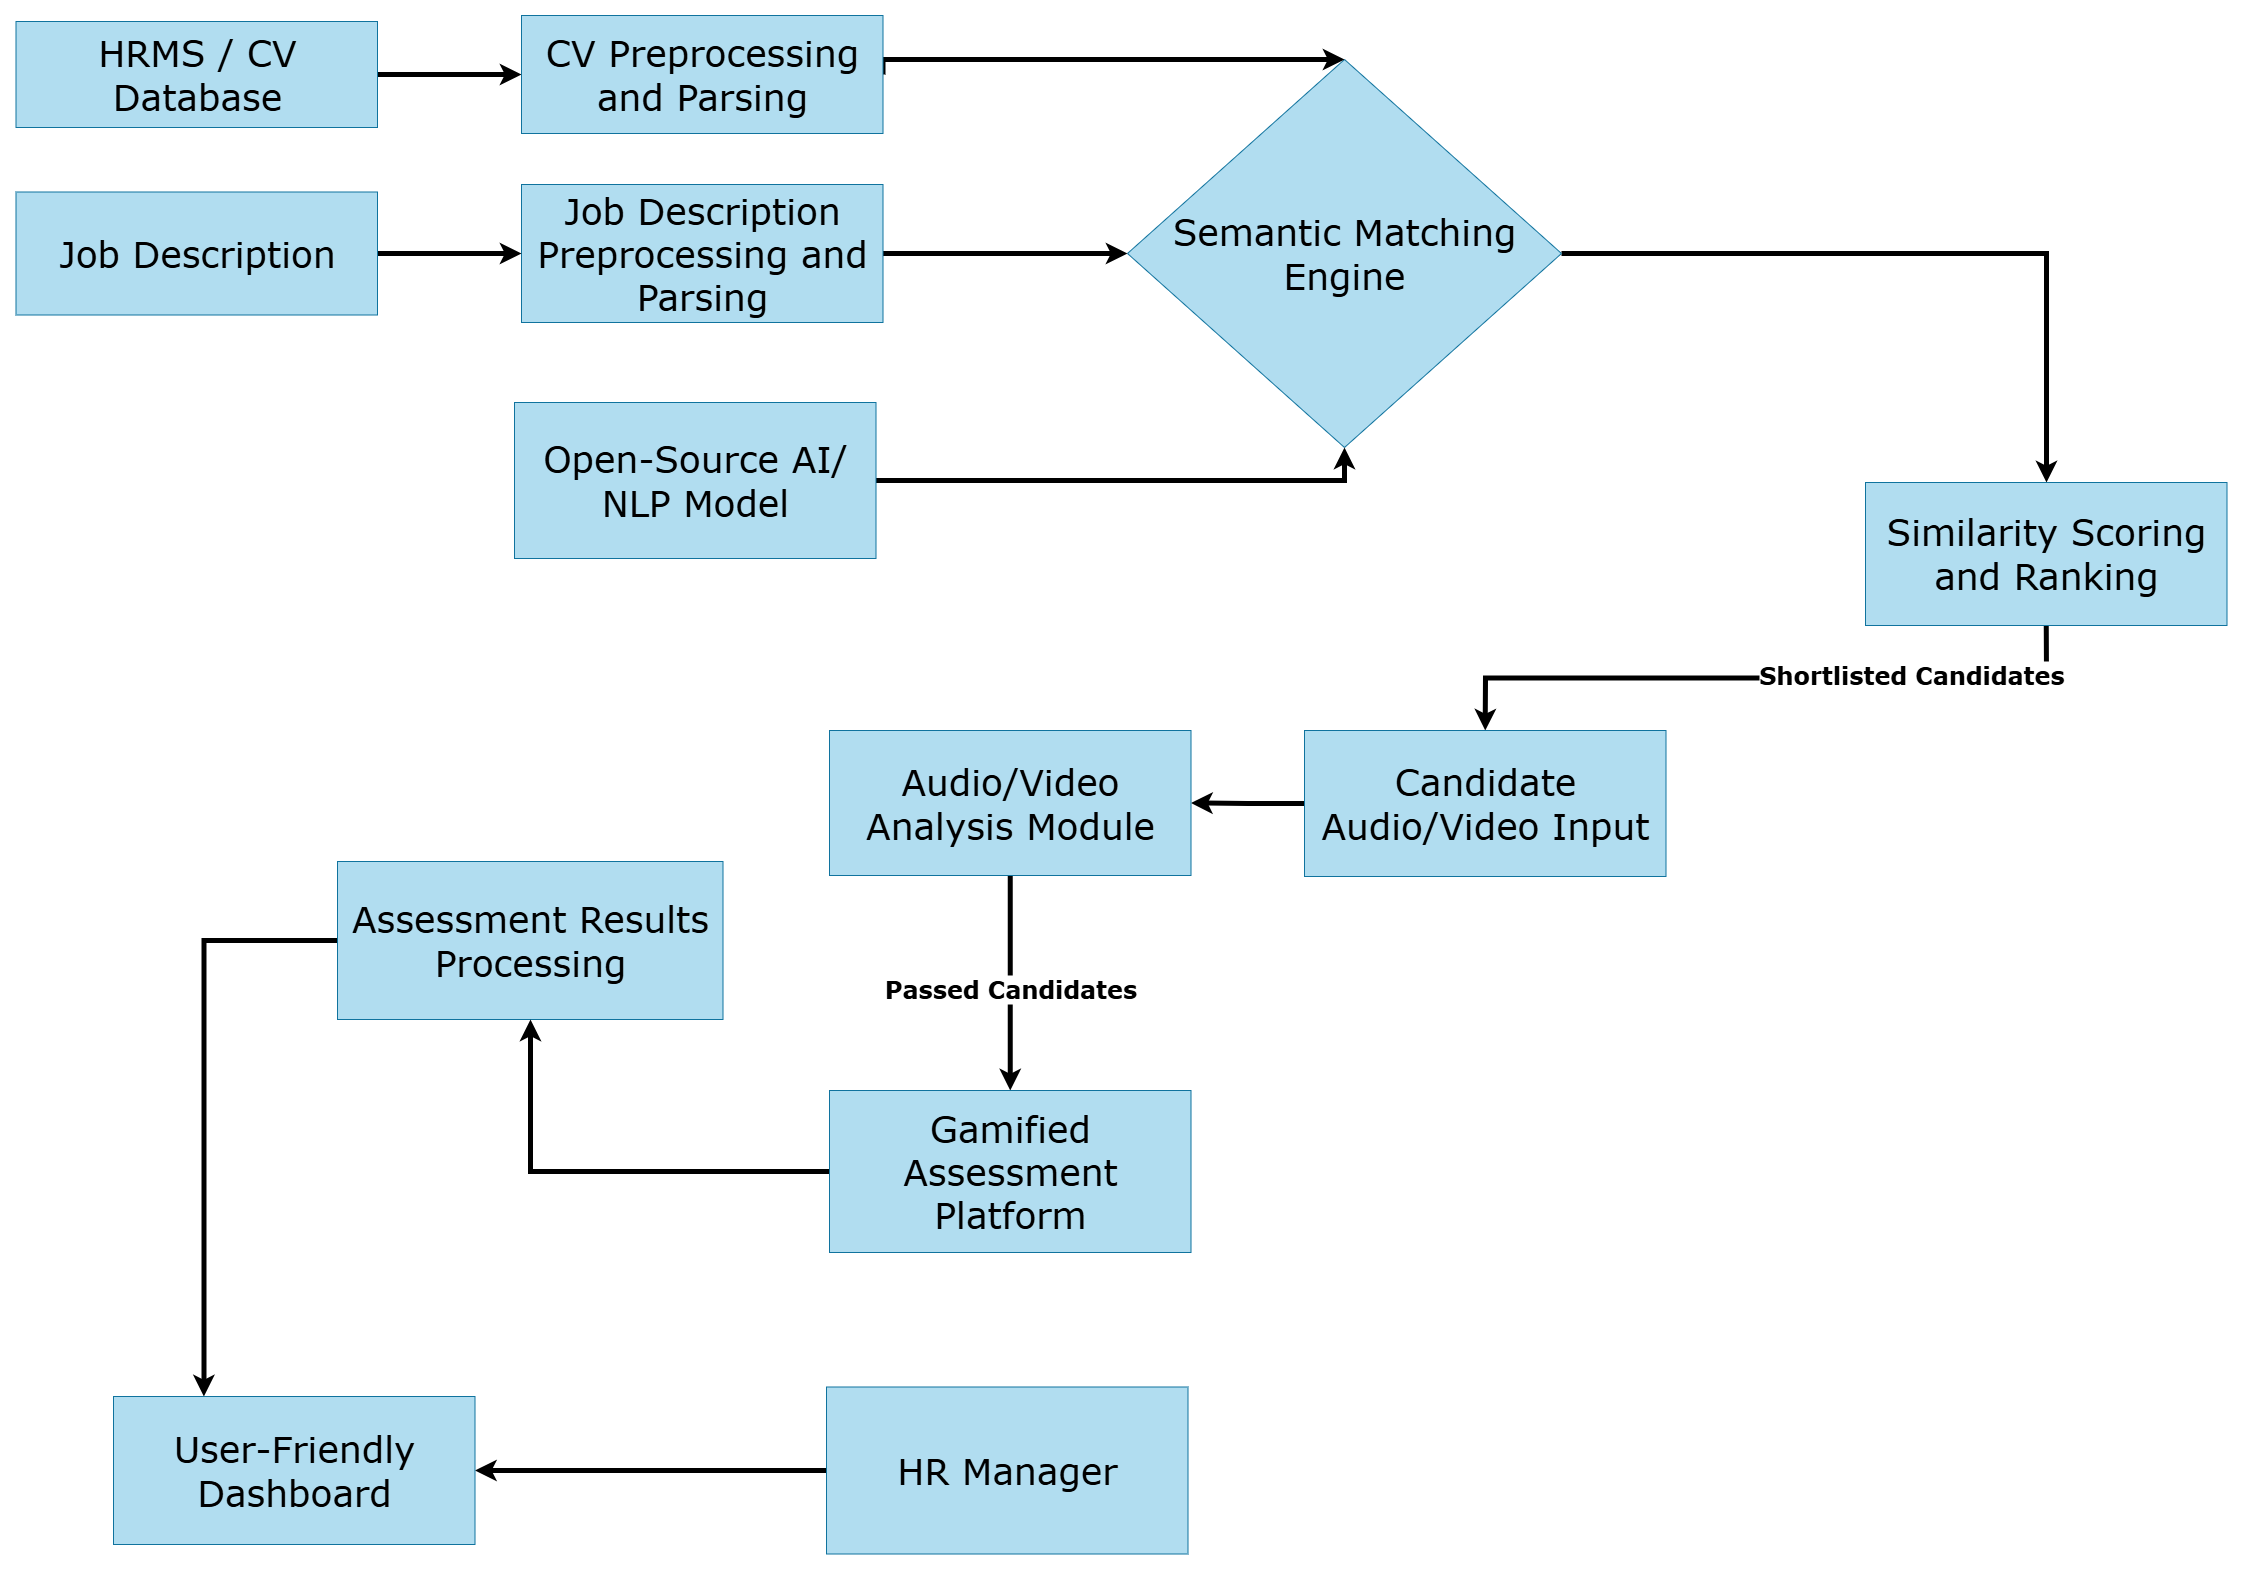 HRMS / CV
Database
CV Preprocessing
and Parsing
Job Description
Job Description
Preprocessing and
Parsing
Semantic Matching
Engine
Open-Source AI/
NLP Model
Similarity Scoring
and Ranking
Shortlisted Candidates
Candidate
Audio/Video Input
Audio/Video
Analysis Module
Passed Candidates
Gamified
Assessment
Platform
Assessment Results
Processing
User-Friendly
Dashboard
HR Manager